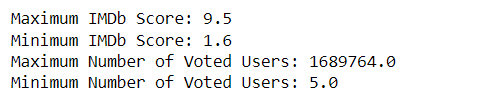 Maximum IMDb Score: 9.5
Minimum IMDb Score: 1.6
Maximum Number of Voted Users: 1689764.0
Minimum Number of Voted Users: 5.0